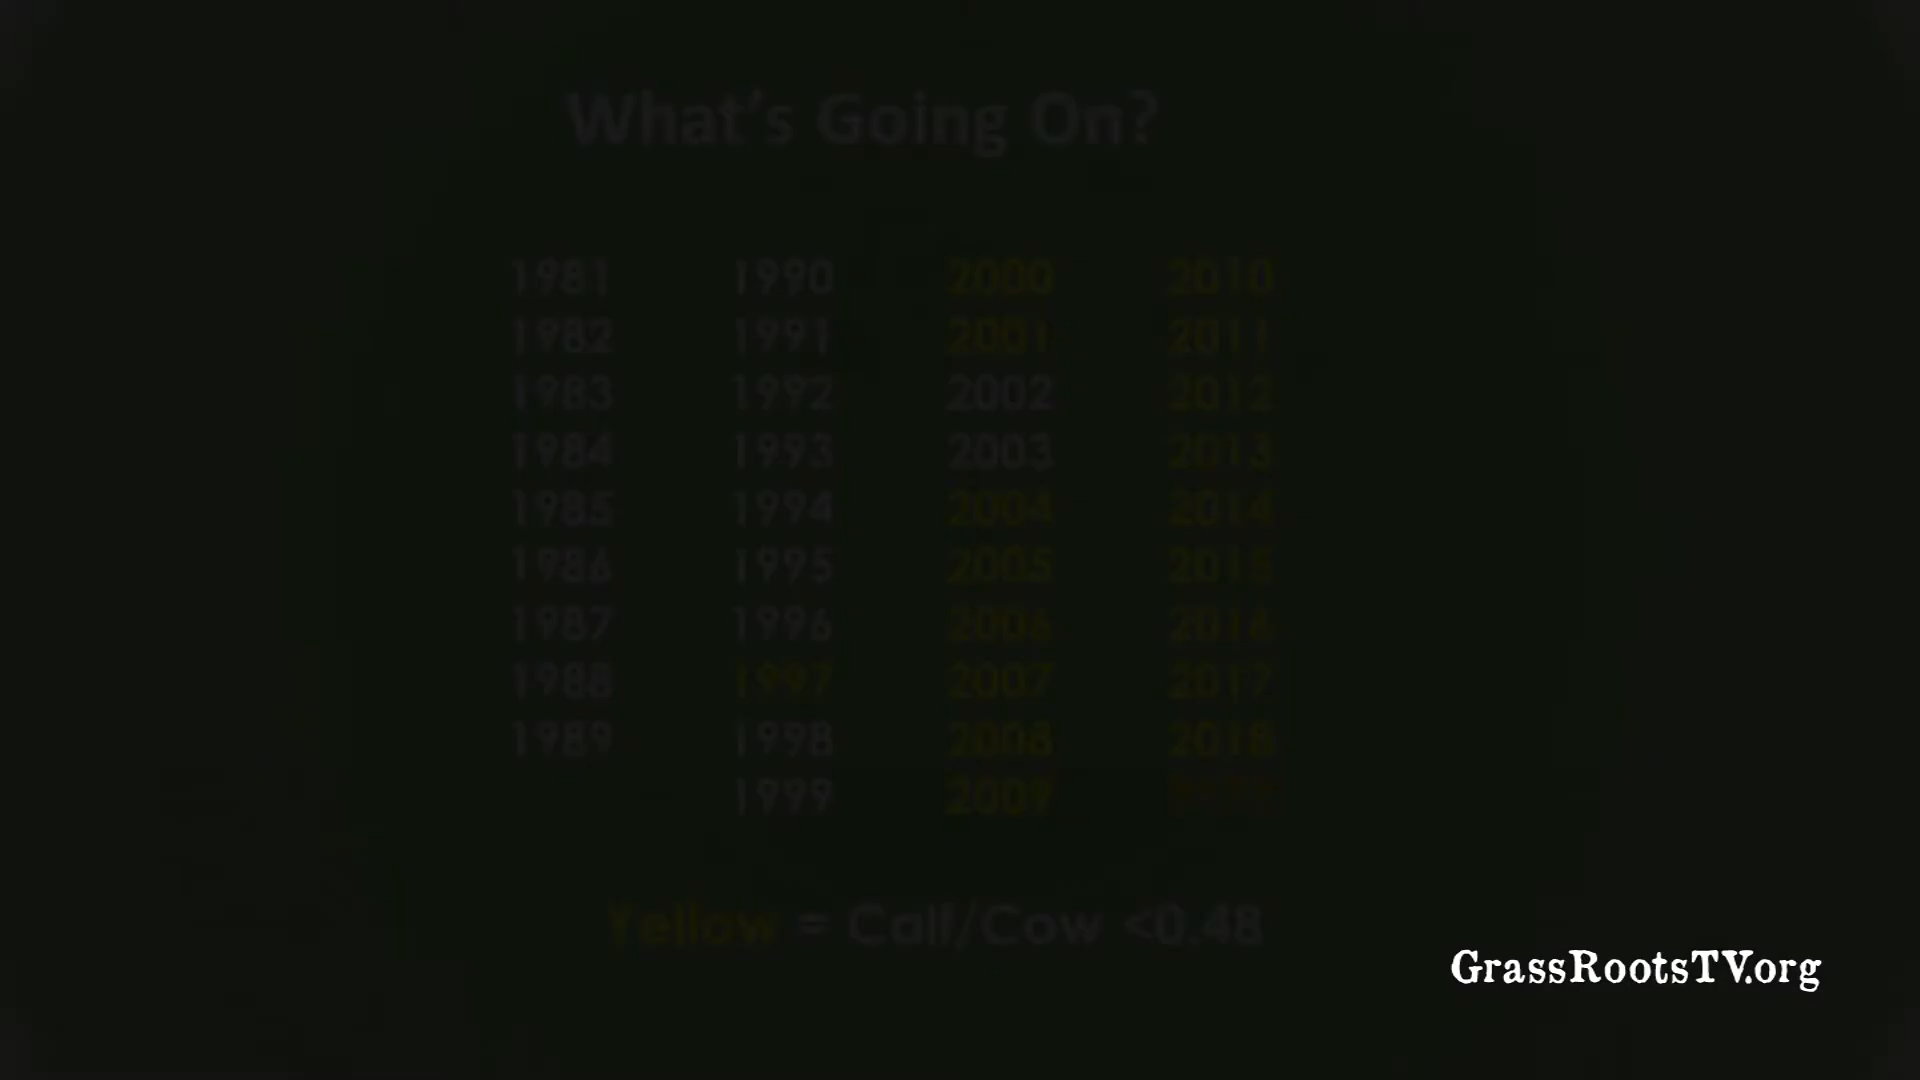 What's Going On?
1981 1990 2000 2010
1982 1991 2001 2011
1983 1992 2002 2012
1984 1993 2003 2013
1985 1994 2004 2014
1986 1995 2005 2015
1987 1996 2006 2016
1988 1997 2007 2017
1989 1998 2008 2018
1999 2009
Yellow = Calf/Cow <0.48
GrassRootsTV.org